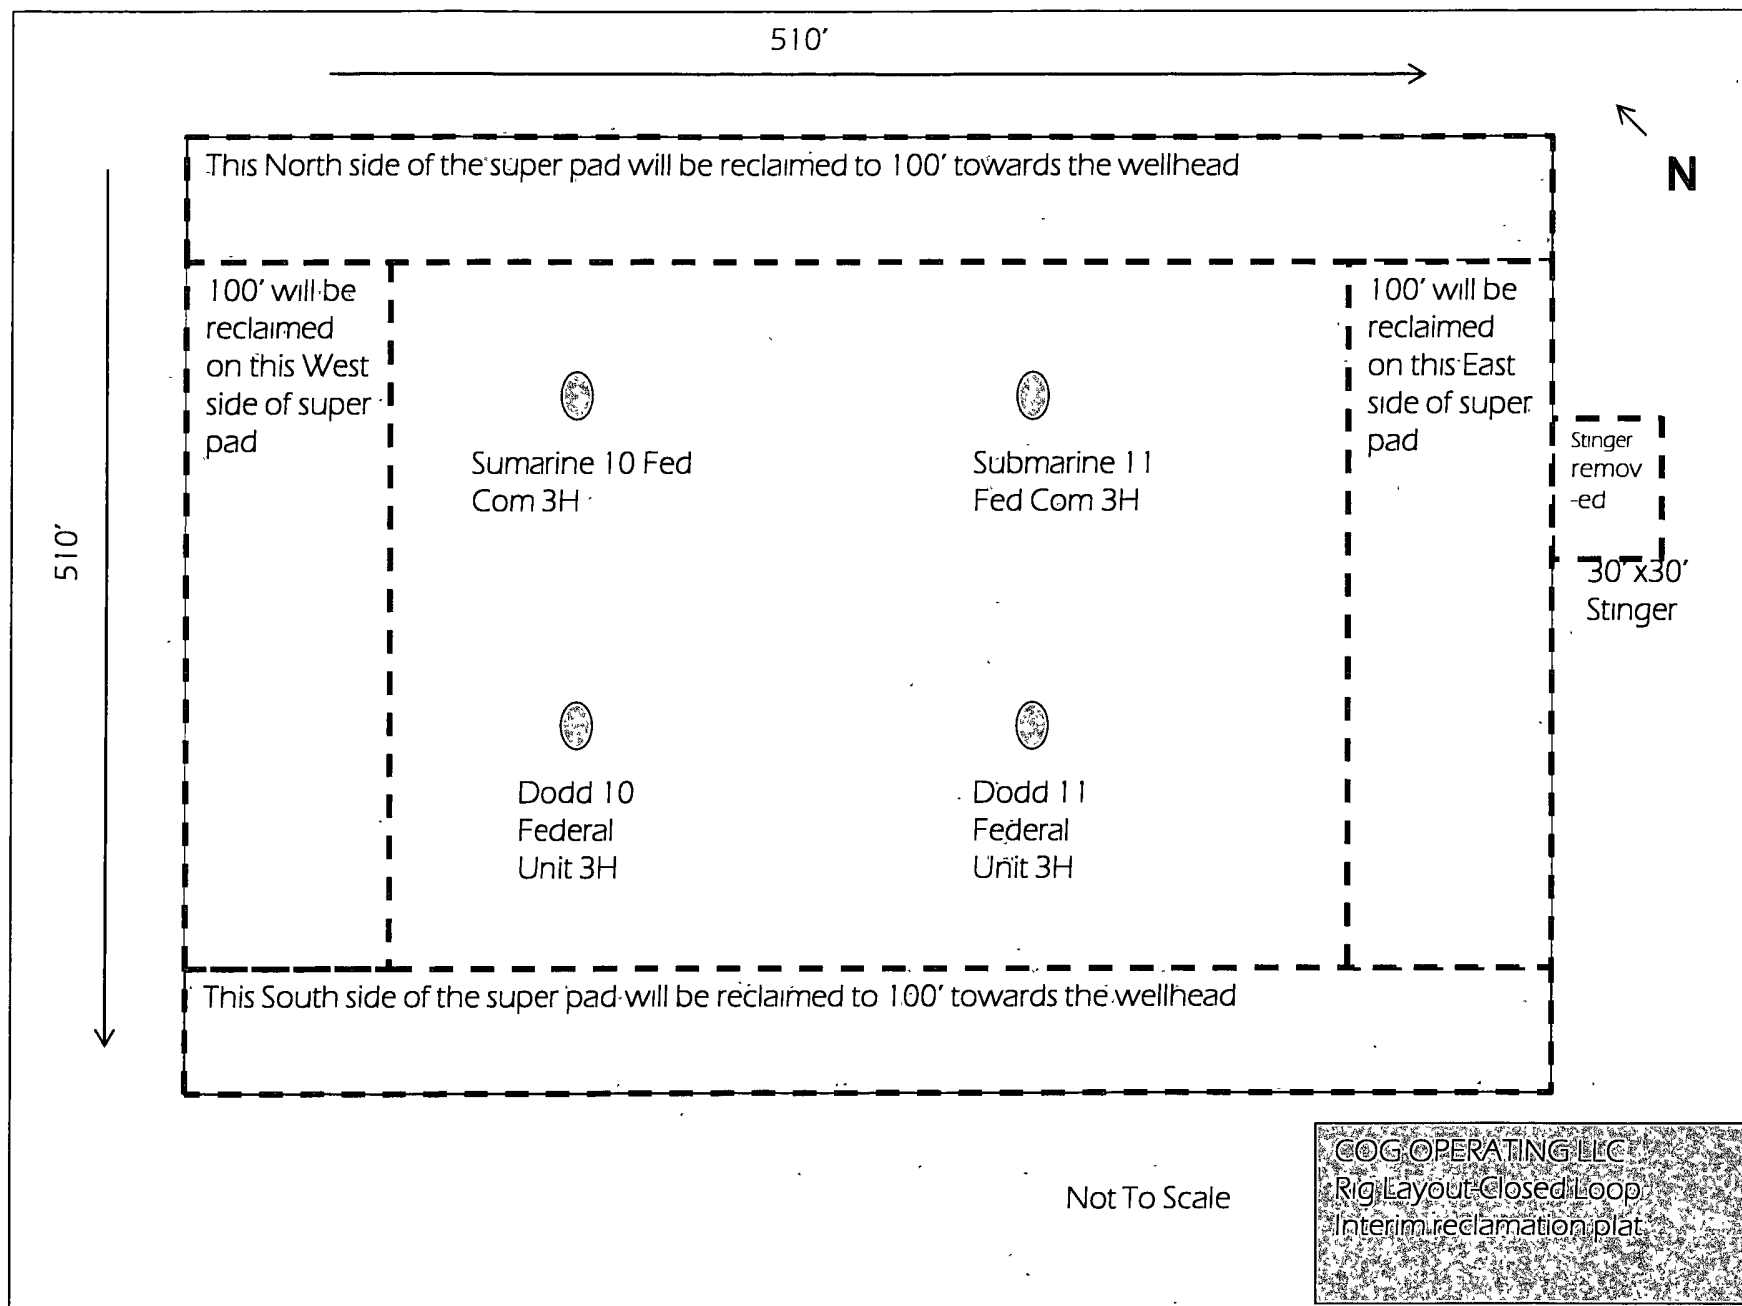 510'
N
This North side of the super pad will be reclaimed to 100' towards the wellhead
100' will be
reclaimed
on this West
side of super
pad
100' will be
reclaimed
on this East
side of super
pad
Stinger
remov
-ed
30' x30'
Stinger
Sumarine 10 Fed
Com 3H
Submarine 11
Fed Com 3H
510'
Dodd 10
Federal
Unit 3H
Dodd 11
Federal
Unit 3H
This South side of the super pad will be reclaimed to 100' towards the wellhead
Not To Scale
COG OPERATING LLC
Rig Layout-Closed Loop
Interim reclamation plat